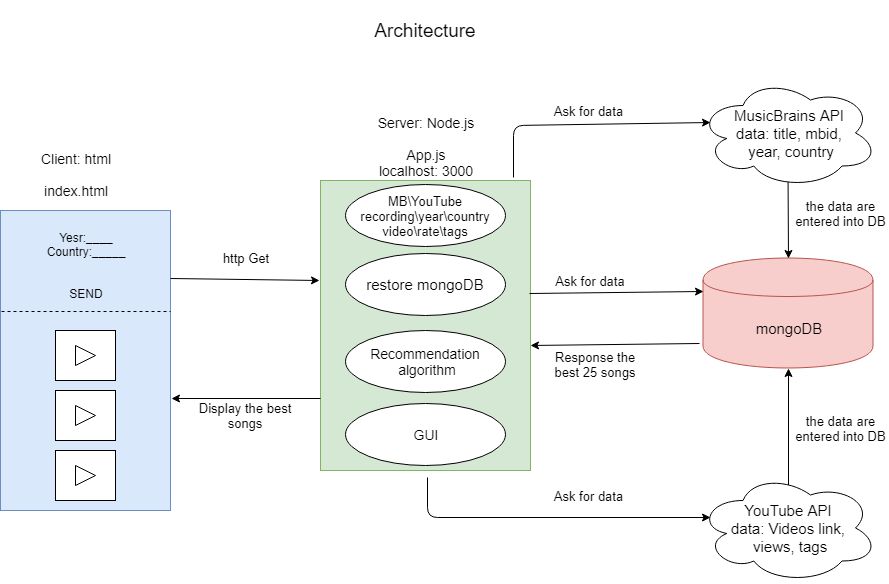 Architecture
Client: html
index.html
Yesr:____
Country:_____
SEND
http Get
Display the best
songs
Server: Node.js
App.js
localhost: 3000
MB\YouTube
recording\year\country
video\rate\tags
restore mongoDB
Recommendation
algorithm
GUI
Ask for data
Ask for data
Response the
best 25 songs
Ask for data
MusicBrains API
data: title, mbid,
year, country
the data are
entered into DB
mongoDB
the data are
entered into DB
YouTube API
data: Videos link,
views, tags